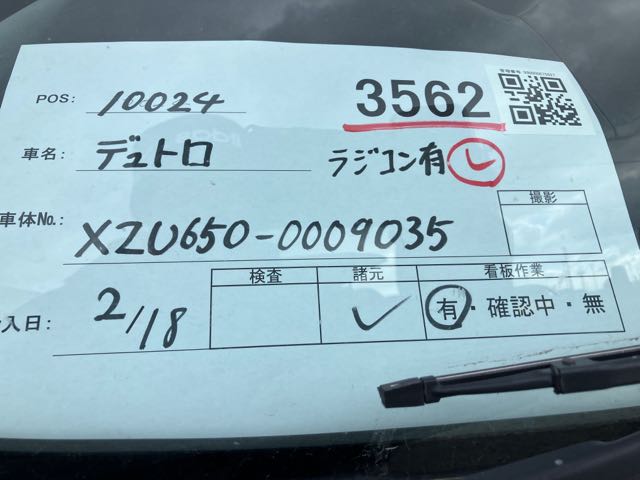 POS: 10024 3562
車名: デュトロ ラジコン有 ✓
車体No.: XZU650-0009035 撮影
入日: 2/18
検査 諸元 ✓ 看板作業
有・確認中・無